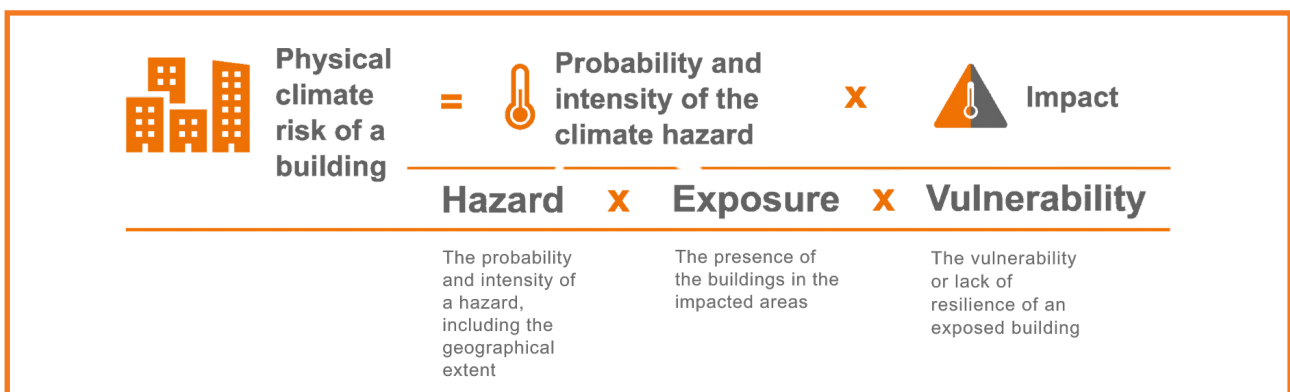 Physical
climate
risk of a
building
=
Probability and
intensity of the
climate hazard
x
Impact
Hazard x Exposure x Vulnerability
The probability
and intensity of
a hazard,
including the
geographical
extent
The presence of
the buildings in the
impacted areas
The vulnerability
or lack of
resilience of an
exposed building